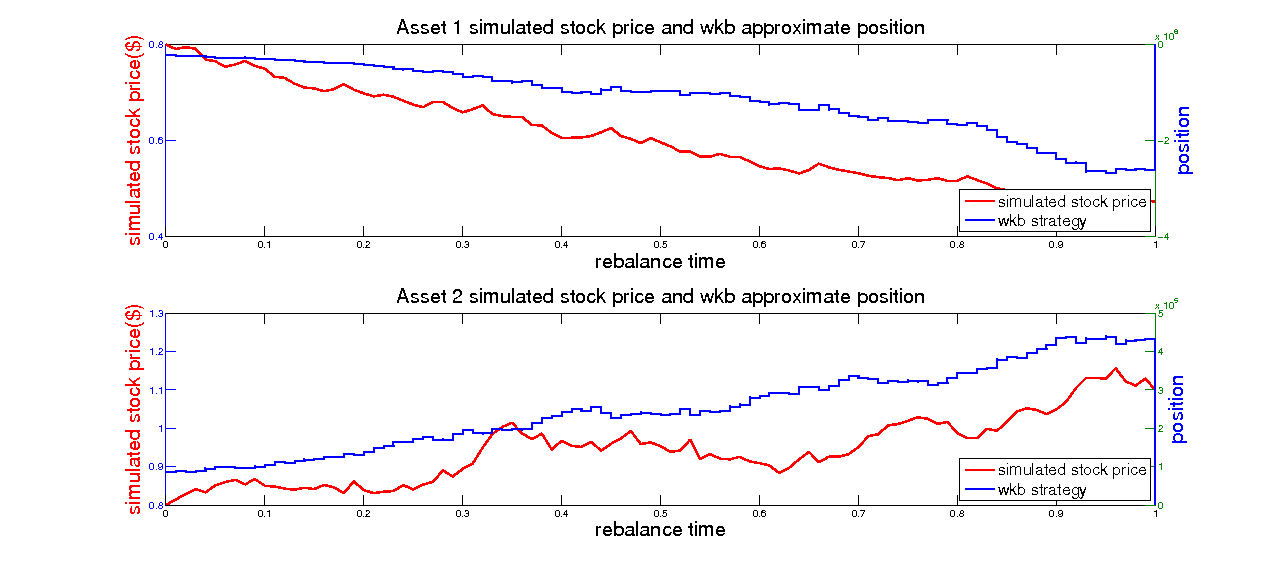 Asset 1 simulated stock price and wkb approximate position
simulated stock price($)
0.8
0.6
0.4
0 0.1 0.2 0.3 0.4 0.5 0.6 0.7 0.8 0.9 1
rebalance time
0
-2
-4
position
simulated stock price
wkb strategy
Asset 2 simulated stock price and wkb approximate position
simulated stock price($)
1.3
1.2
1.1
1
0.9
0.8
0 0.1 0.2 0.3 0.4 0.5 0.6 0.7 0.8 0.9 1
rebalance time
5
4
3
2
1
0
position
simulated stock price
wkb strategy